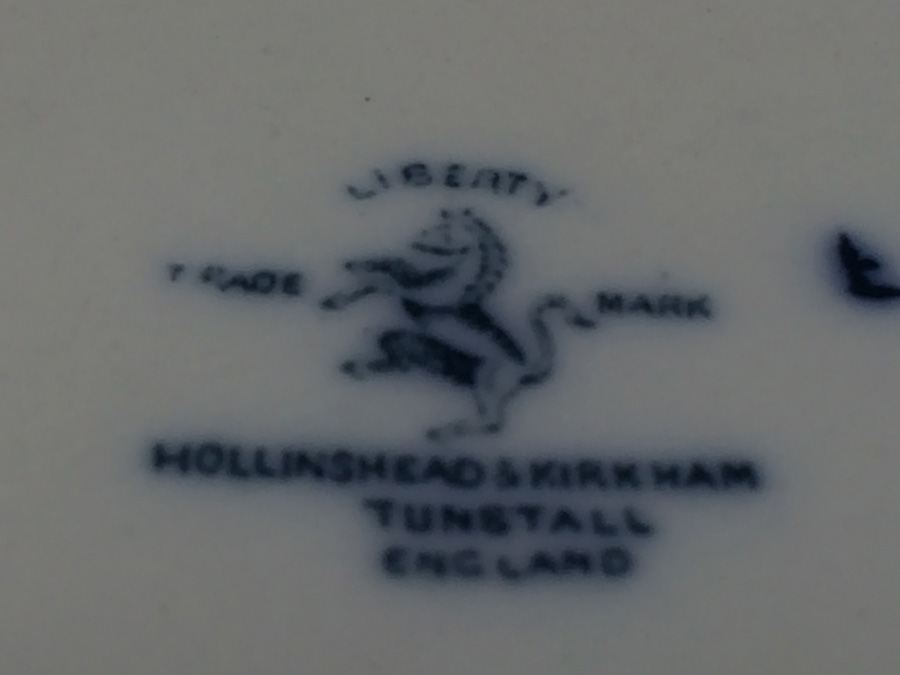 LIBERTY
TRADE MARK
HOLLINSHEAD & KIRKHAM
TUNSTALL
ENGLAND